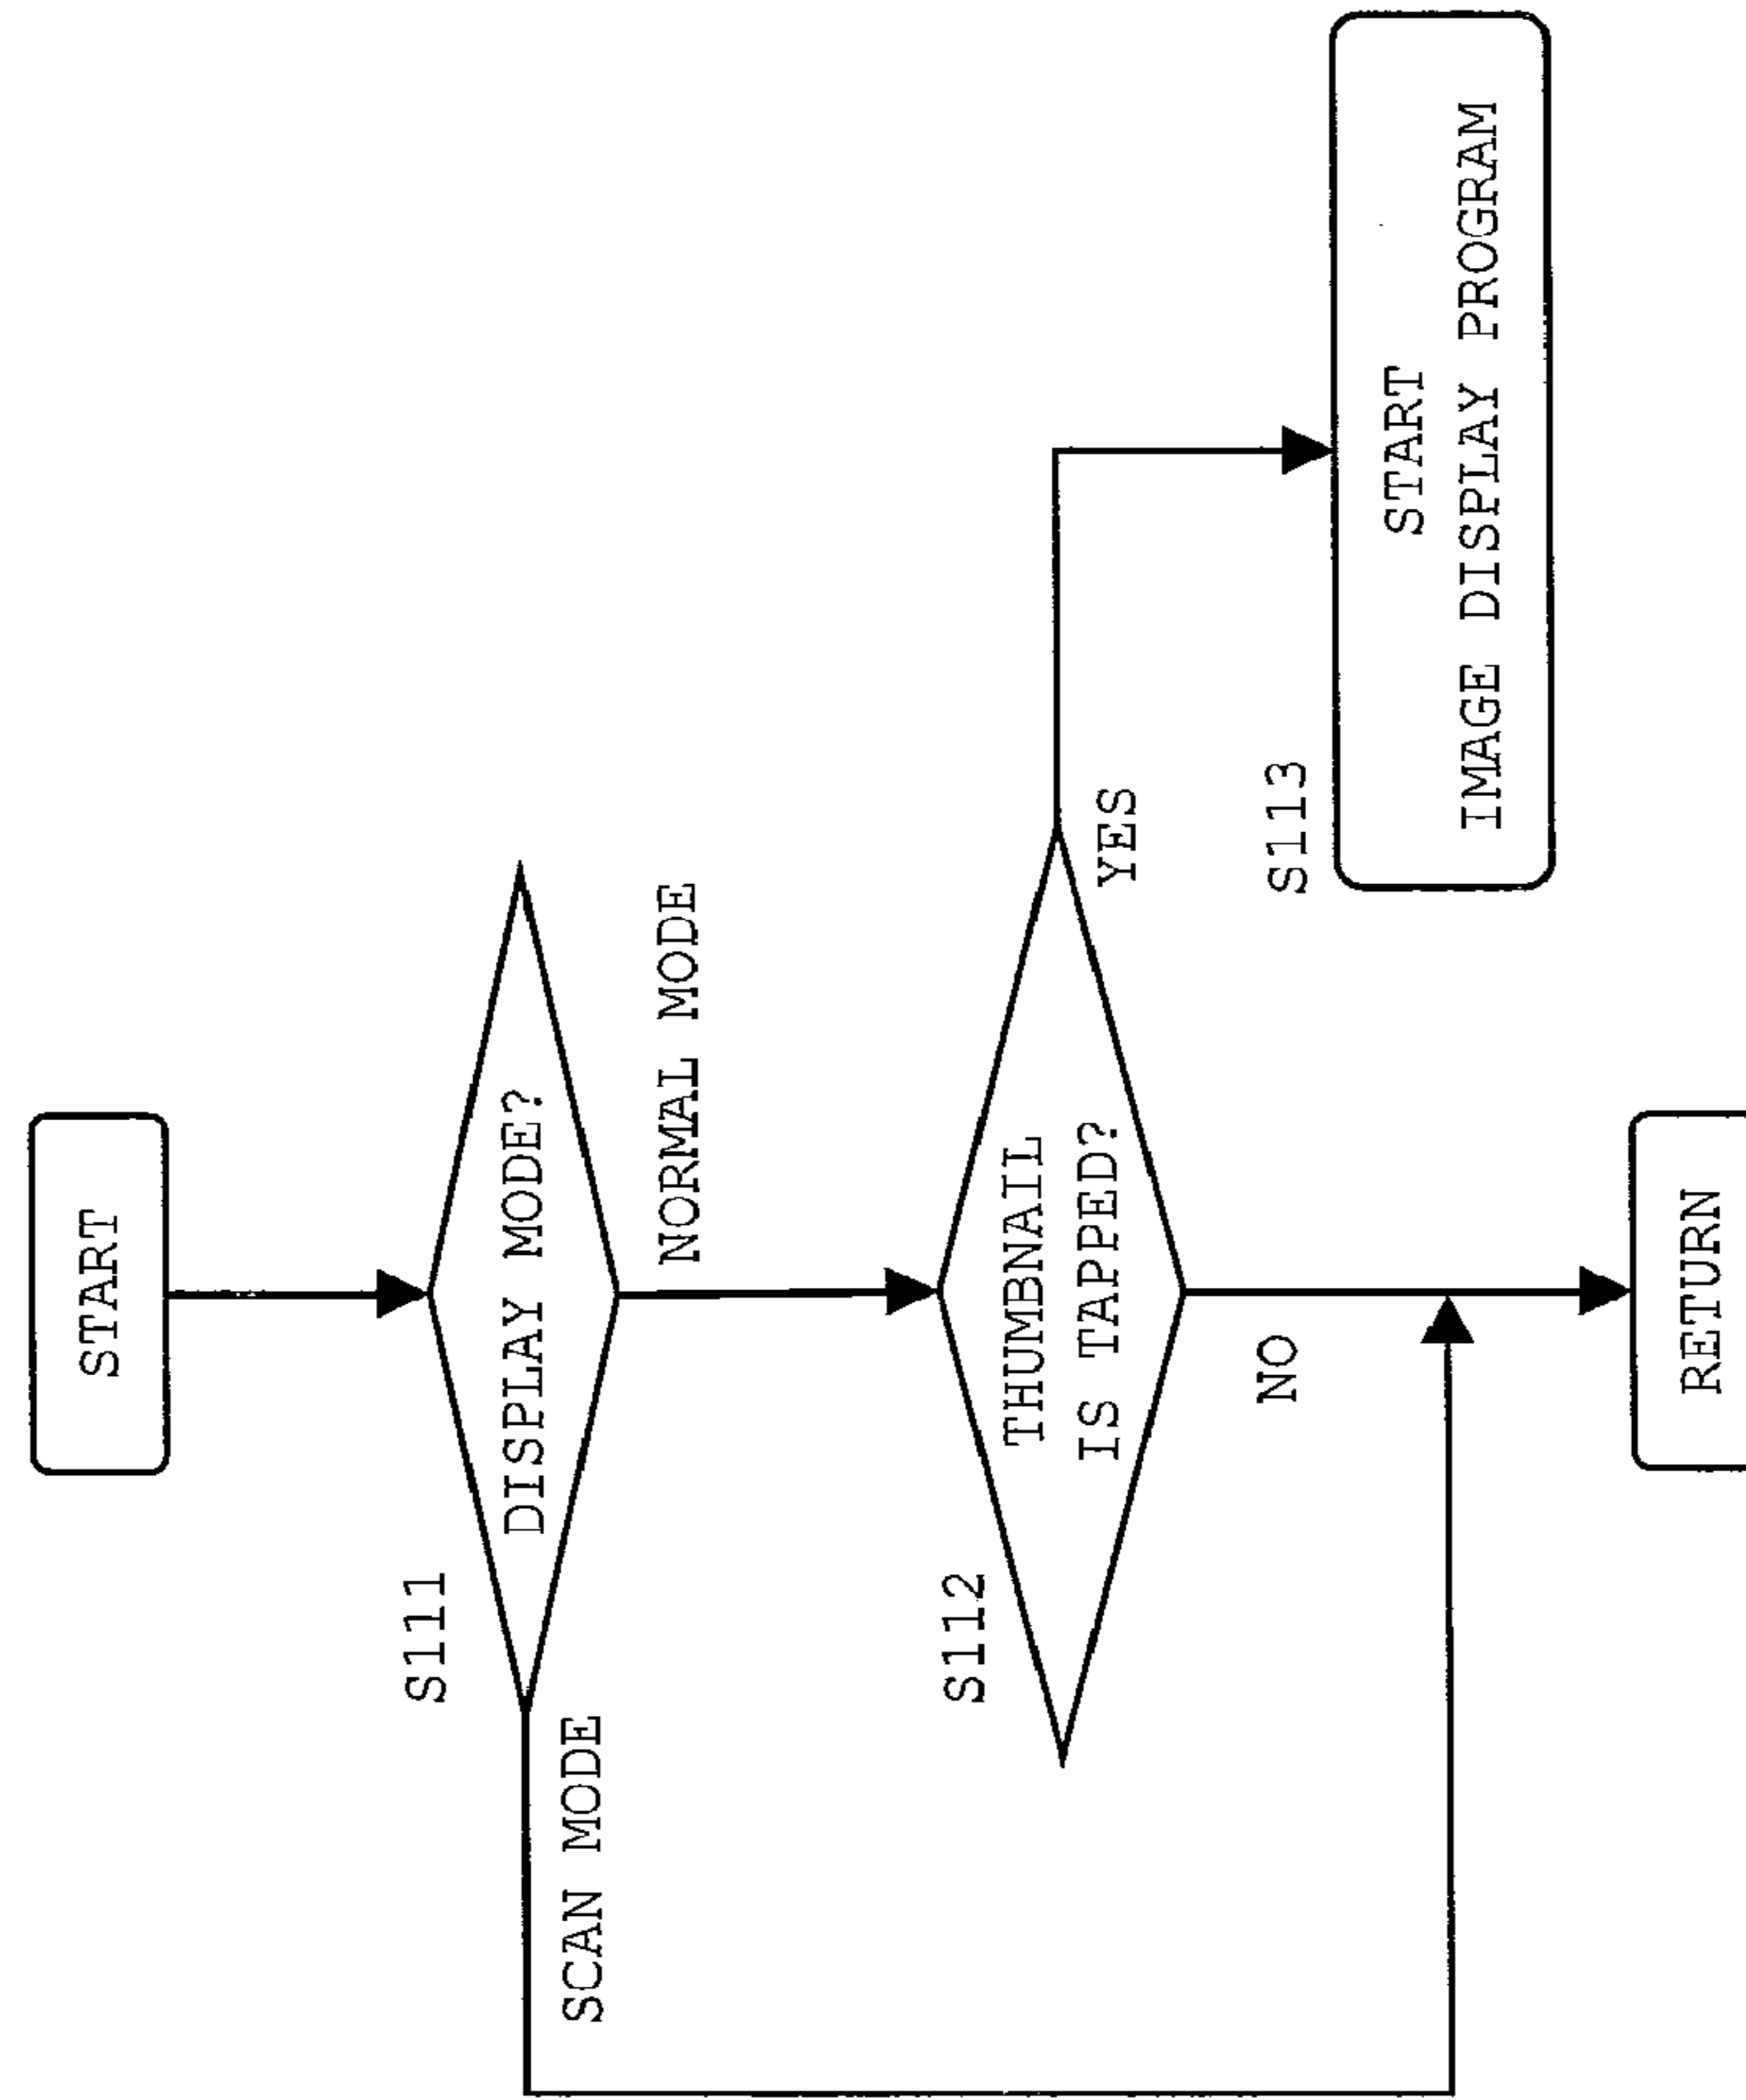 START
S111
DISPLAY MODE?
SCAN MODE
NORMAL MODE
S112
THUMBNAIL
IS TAPPED?
YES
NO
S113
START
IMAGE DISPLAY PROGRAM
RETURN